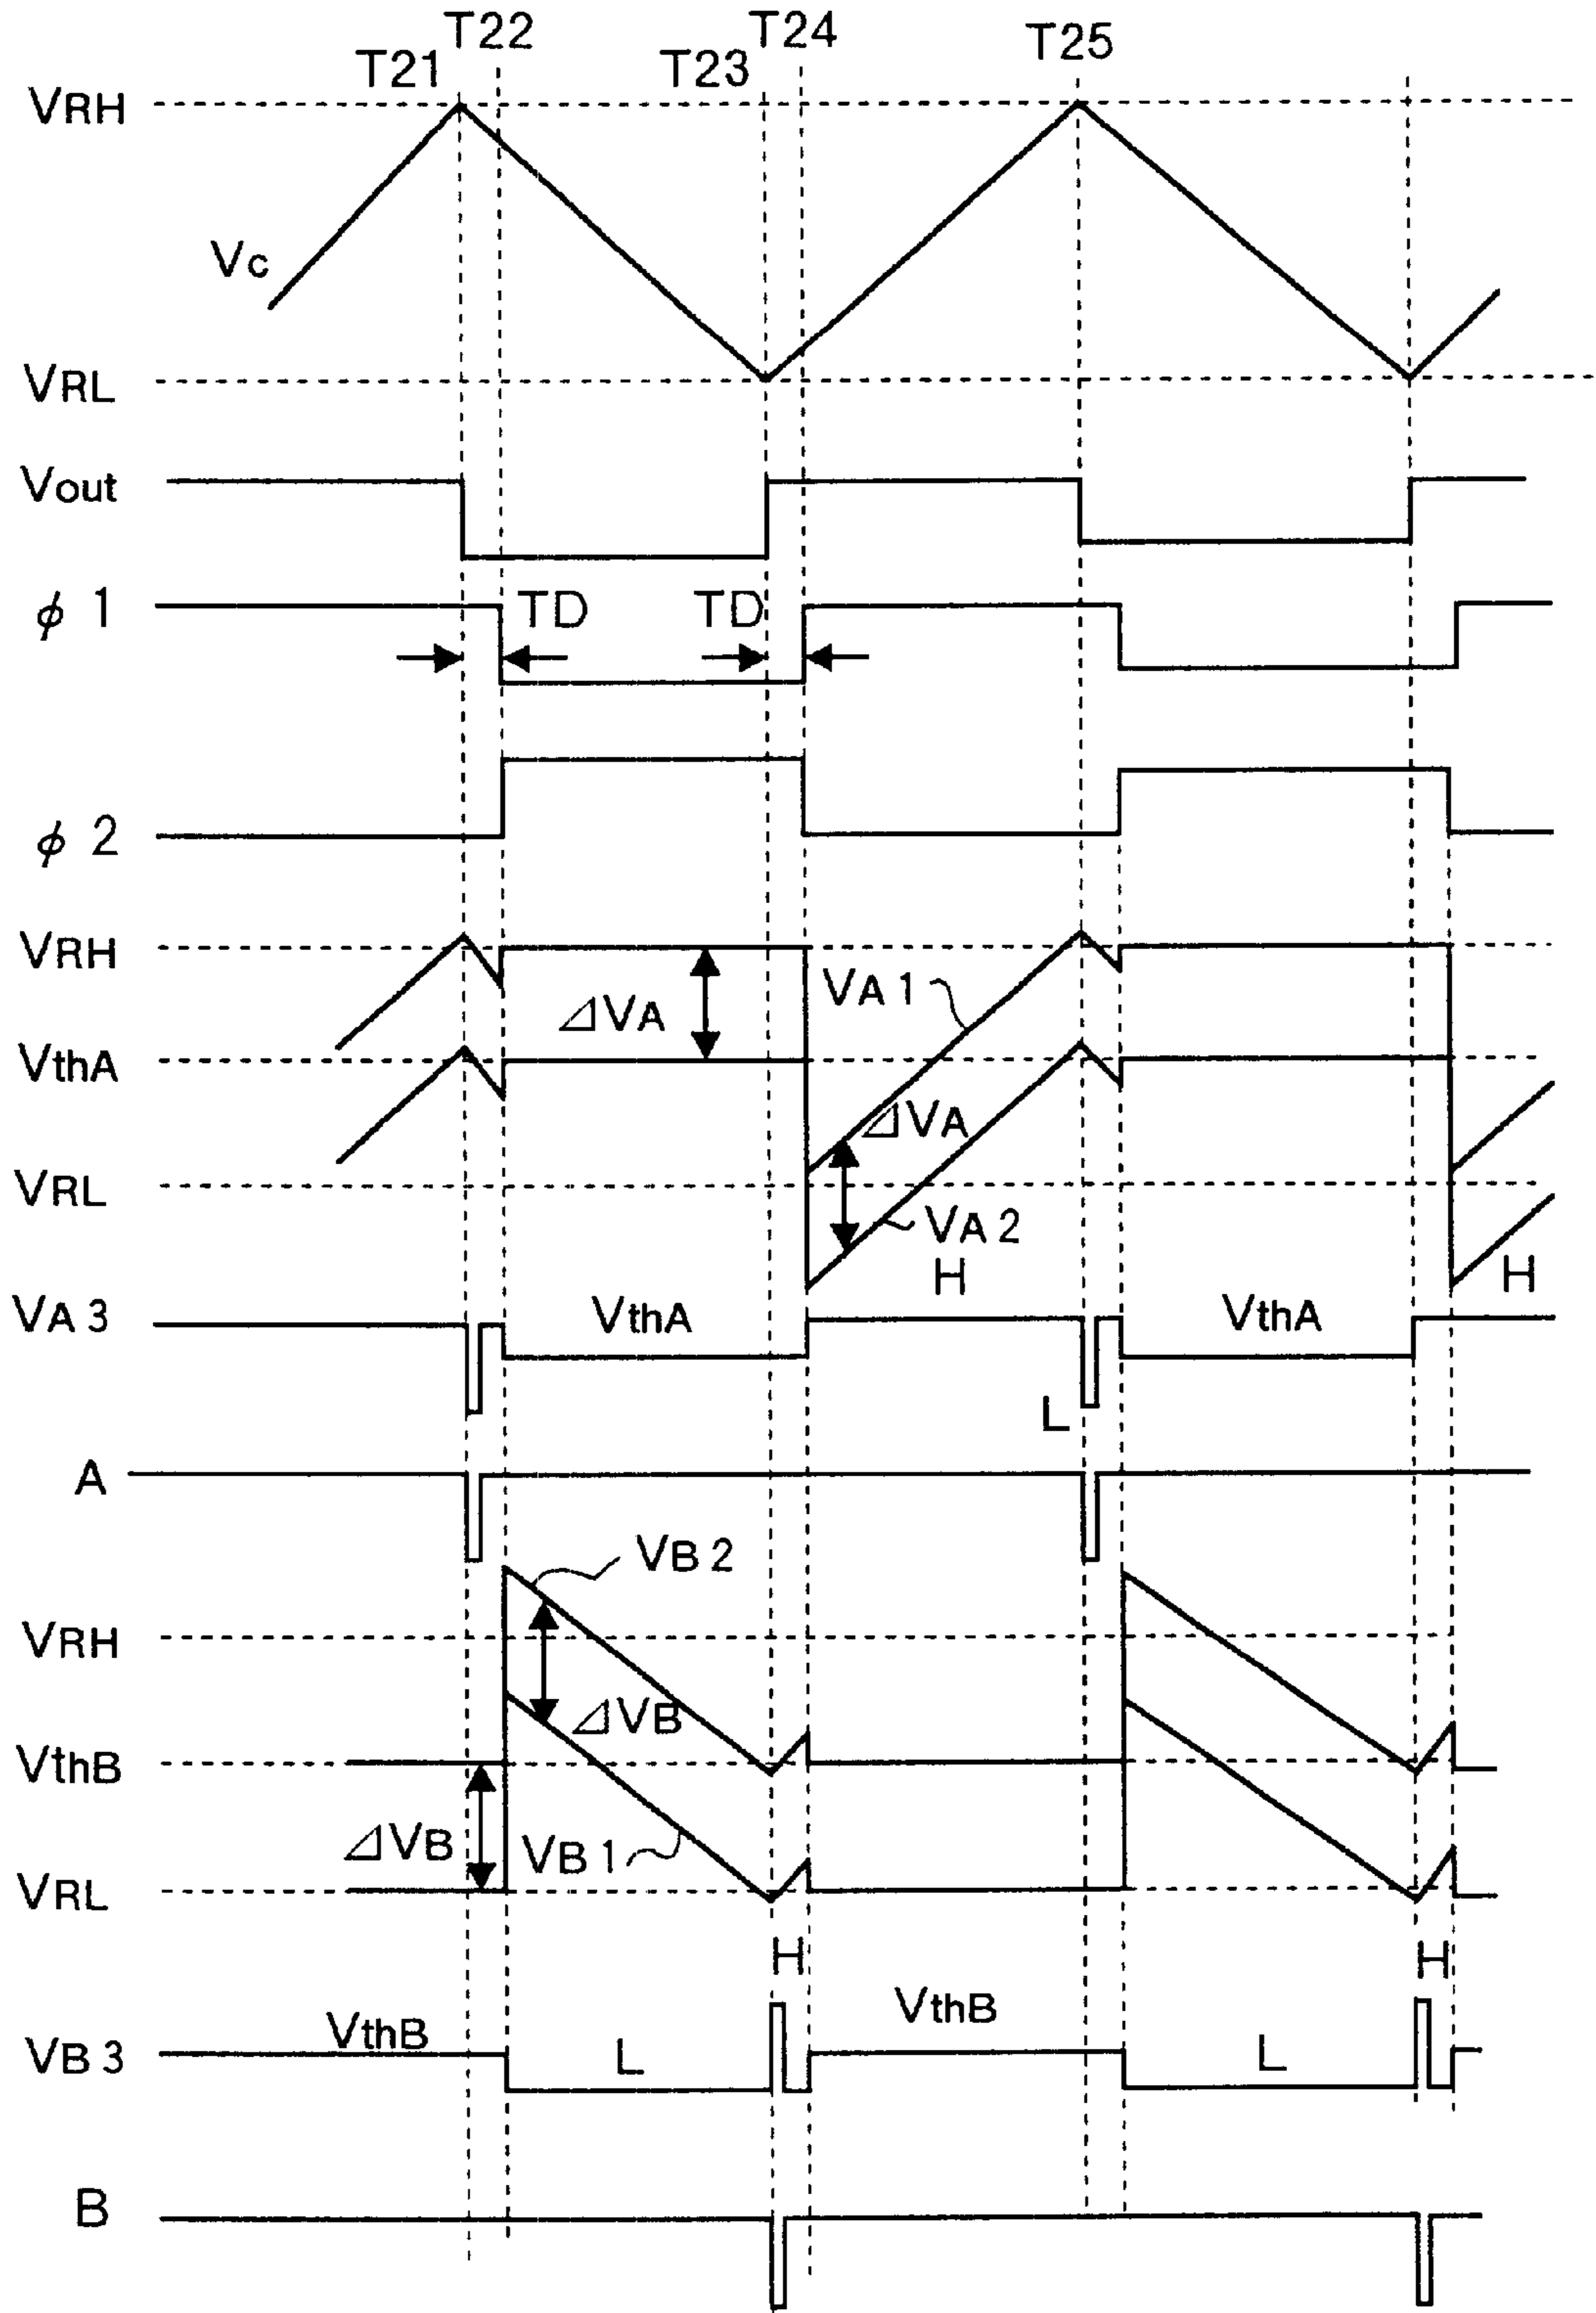 T22
T24
T21
T23
T25
VRH
Vc
VRL
Vout
ϕ 1
TD
TD
ϕ 2
VRH
VA 1
⊿VA
VthA
⊿VA
VRL
VA 2
H
H
VA 3
VthA
VthA
L
A
VB 2
VRH
⊿VB
VthB
⊿VB
VB 1
VRL
H
H
VthB
VthB
VB 3
L
L
B